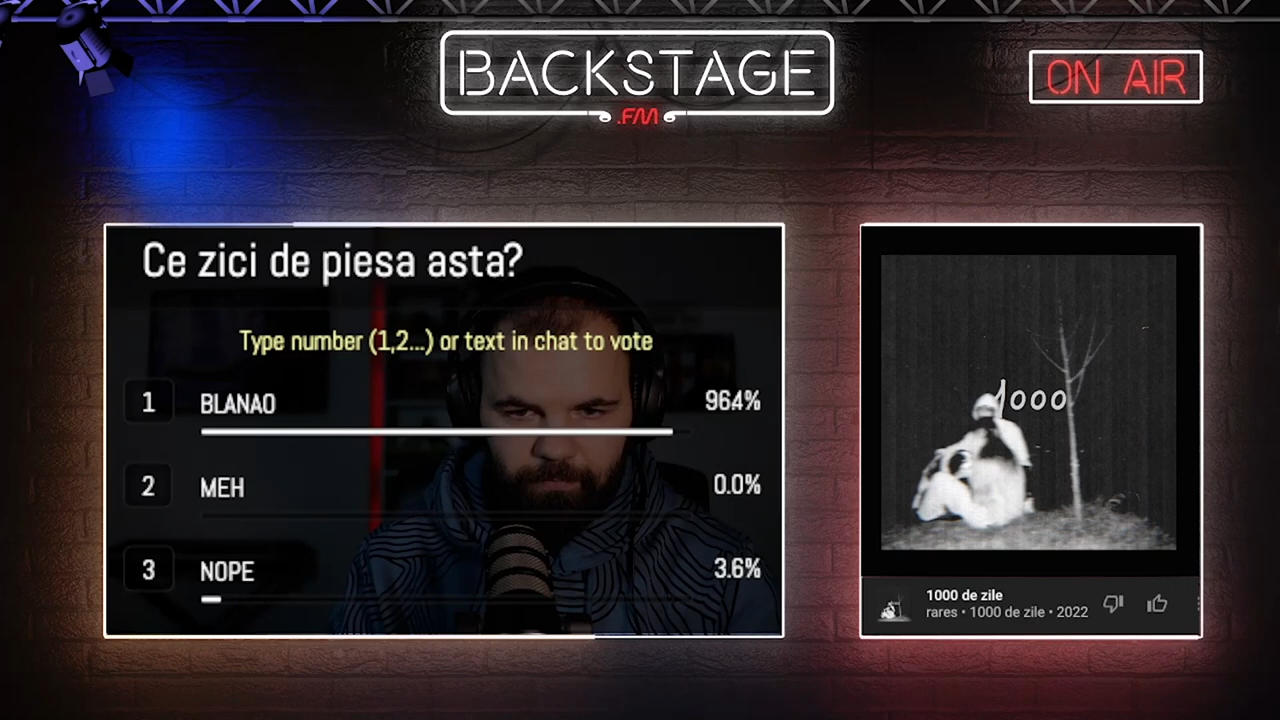 BACKSTAGE
.FM
ON AIR
Ce zici de piesa asta?
Type number (1,2...) or text in chat to vote
1 BLANAO 96.4%
2 MEH 0.0%
3 NOPE 3.6%
1000
1000 de zile
rares • 1000 de zile • 2022